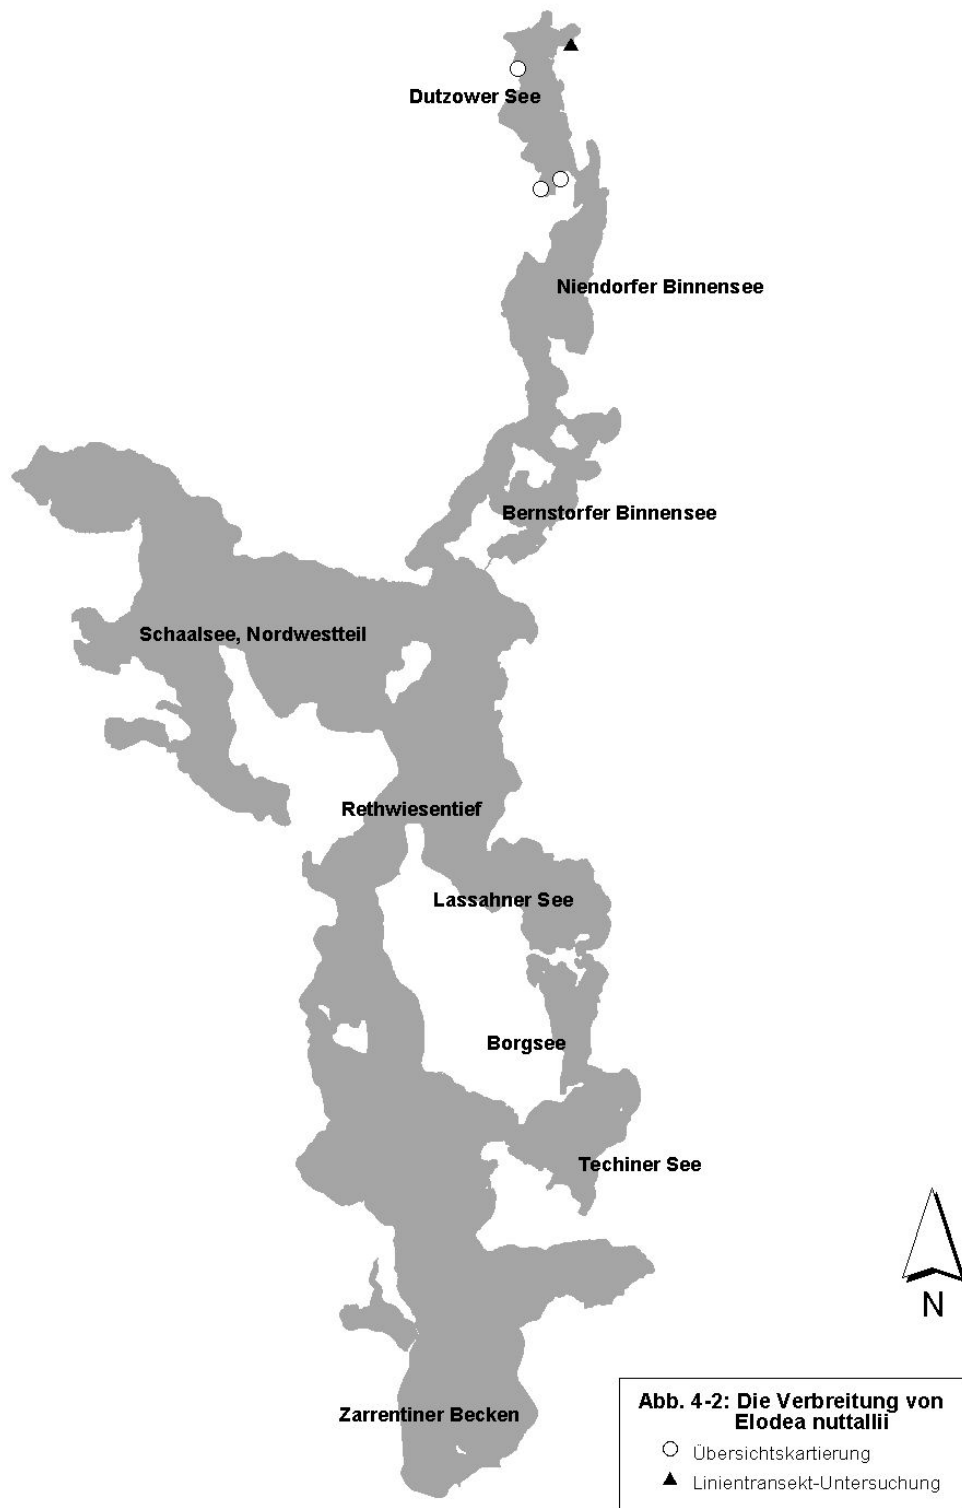 Dutzower See
Niendorfer Binnensee
Bernstorfer Binnensee
Schaalsee, Nordwestteil
Rethwiesentief
Lassahner See
Borgsee
Techiner See
N
Zarrentiner Becken
Abb. 4-2: Die Verbreitung von
Elodea nuttallii
Übersichtskartierung
Linientransekt-Untersuchung